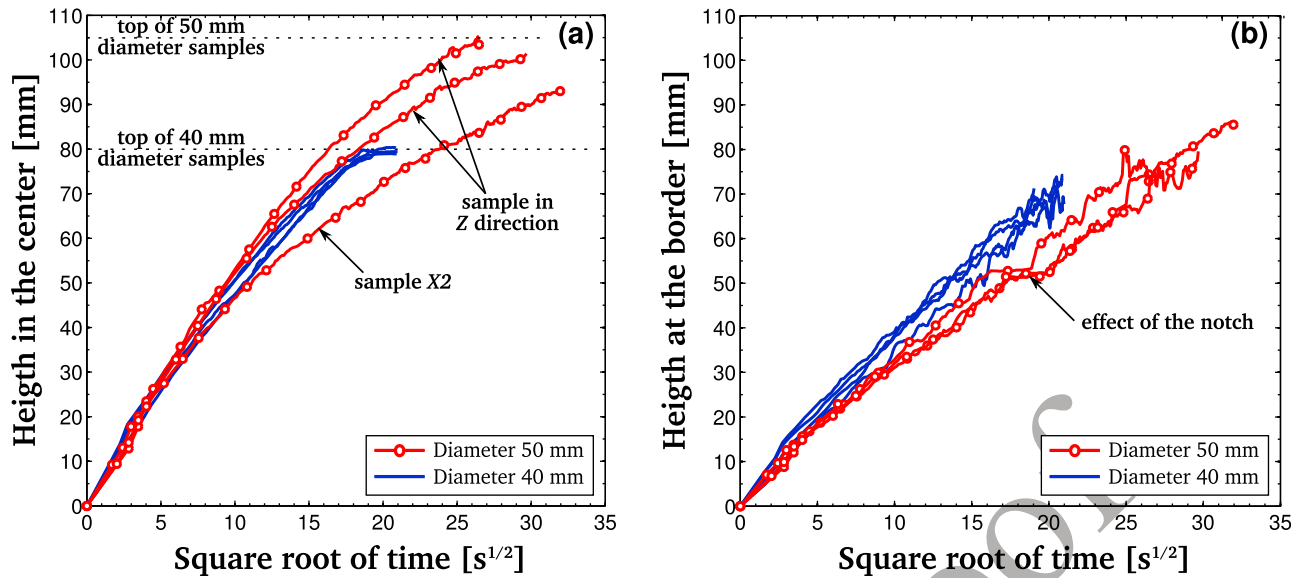 110
100
90
80
70
60
50
40
30
20
10
0
Heigth in the center [mm]
top of 50 mm
diameter samples
top of 40 mm
diameter samples
(a)
sample in
Z direction
sample X2
Diameter 50 mm
Diameter 40 mm
0 5 10 15 20 25 30 35
Square root of time [s1/2]
110
100
90
80
70
60
50
40
30
20
10
0
Heigth at the border [mm]
(b)
effect of the notch
Diameter 50 mm
Diameter 40 mm
0 5 10 15 20 25 30 35
Square root of time [s1/2]